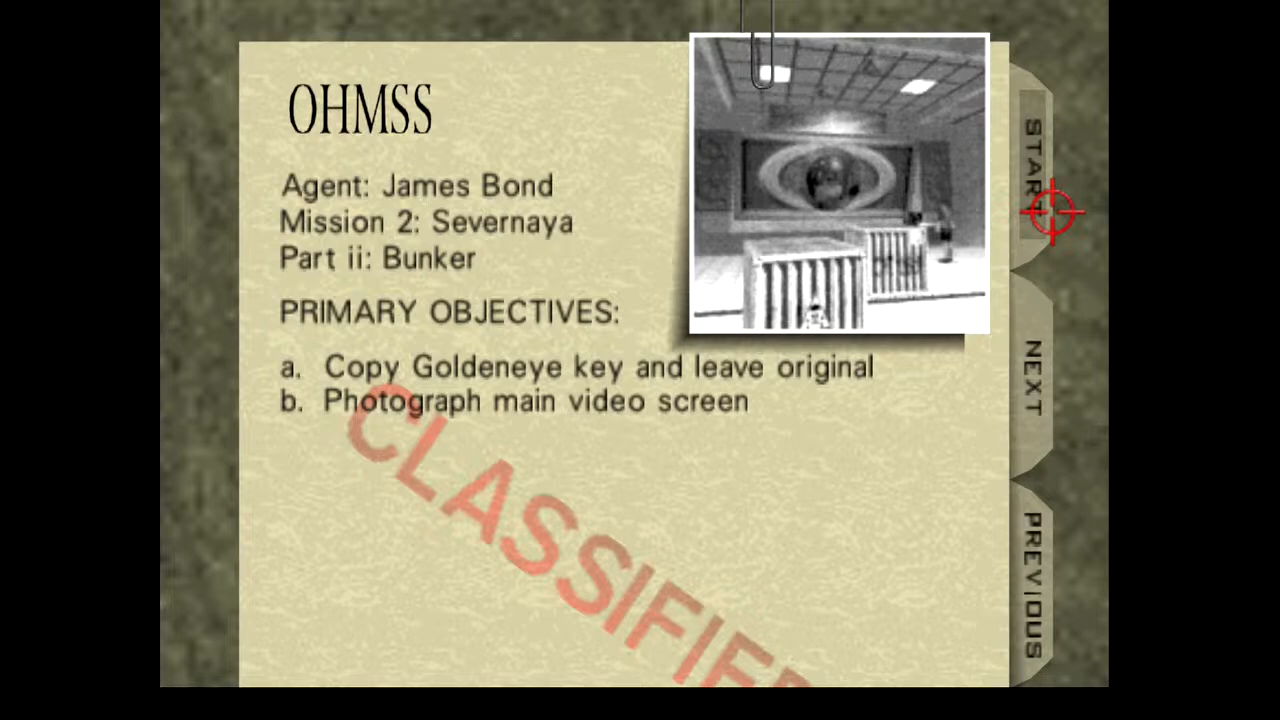 OHMSS
Agent: James Bond
Mission 2: Severnaya
Part ii: Bunker
PRIMARY OBJECTIVES:
a. Copy Goldeneye key and leave original
b. Photograph main video screen
CLASSIFIE
START
NEXT
PREVIOUS